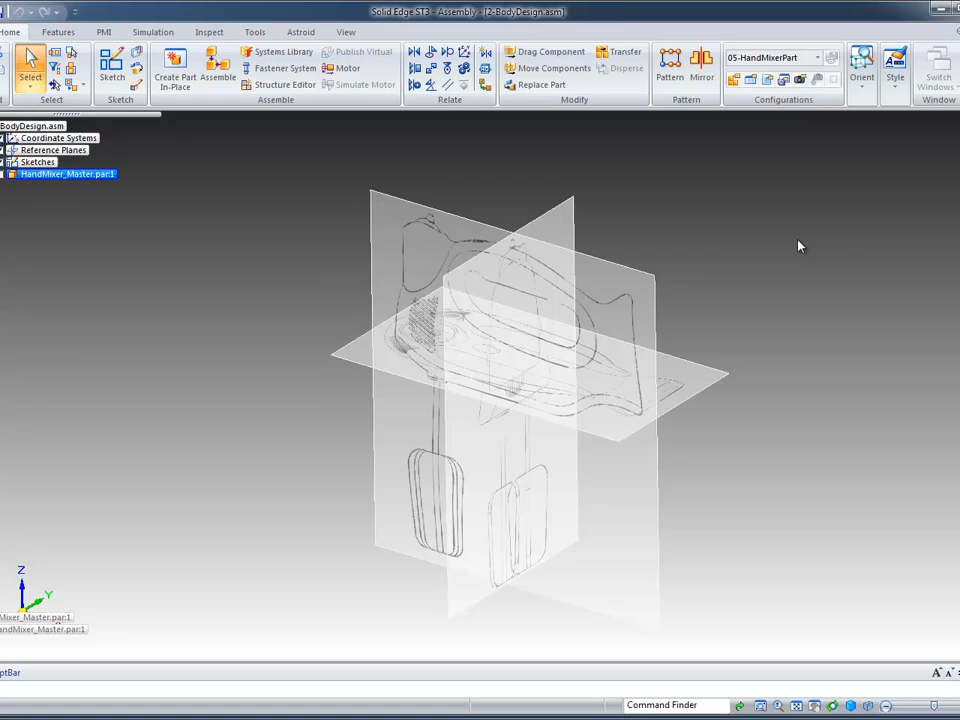 Solid Edge ST3 - Assembly - [2-BodyDesign.asm]
Home Features PMI Simulation Inspect Tools Astroid View
Systems Library Publish Virtual Drag Component Transfer 05-HandMixerPart
Select Sketch Create Part In-Place Assemble Fastener System Motor Move Components Disperse Pattern Mirror Orient Style Switch Windows
Structure Editor Simulate Motor Replace Part
Select Sketch Assemble Relate Modify Pattern Configurations Window
BodyDesign.asm
Coordinate Systems
Reference Planes
Sketches
HandMixer_Master.par:1
Z
Y
Mixer_Master.par:1
andMixer_Master.par:1
ptBar
Command Finder